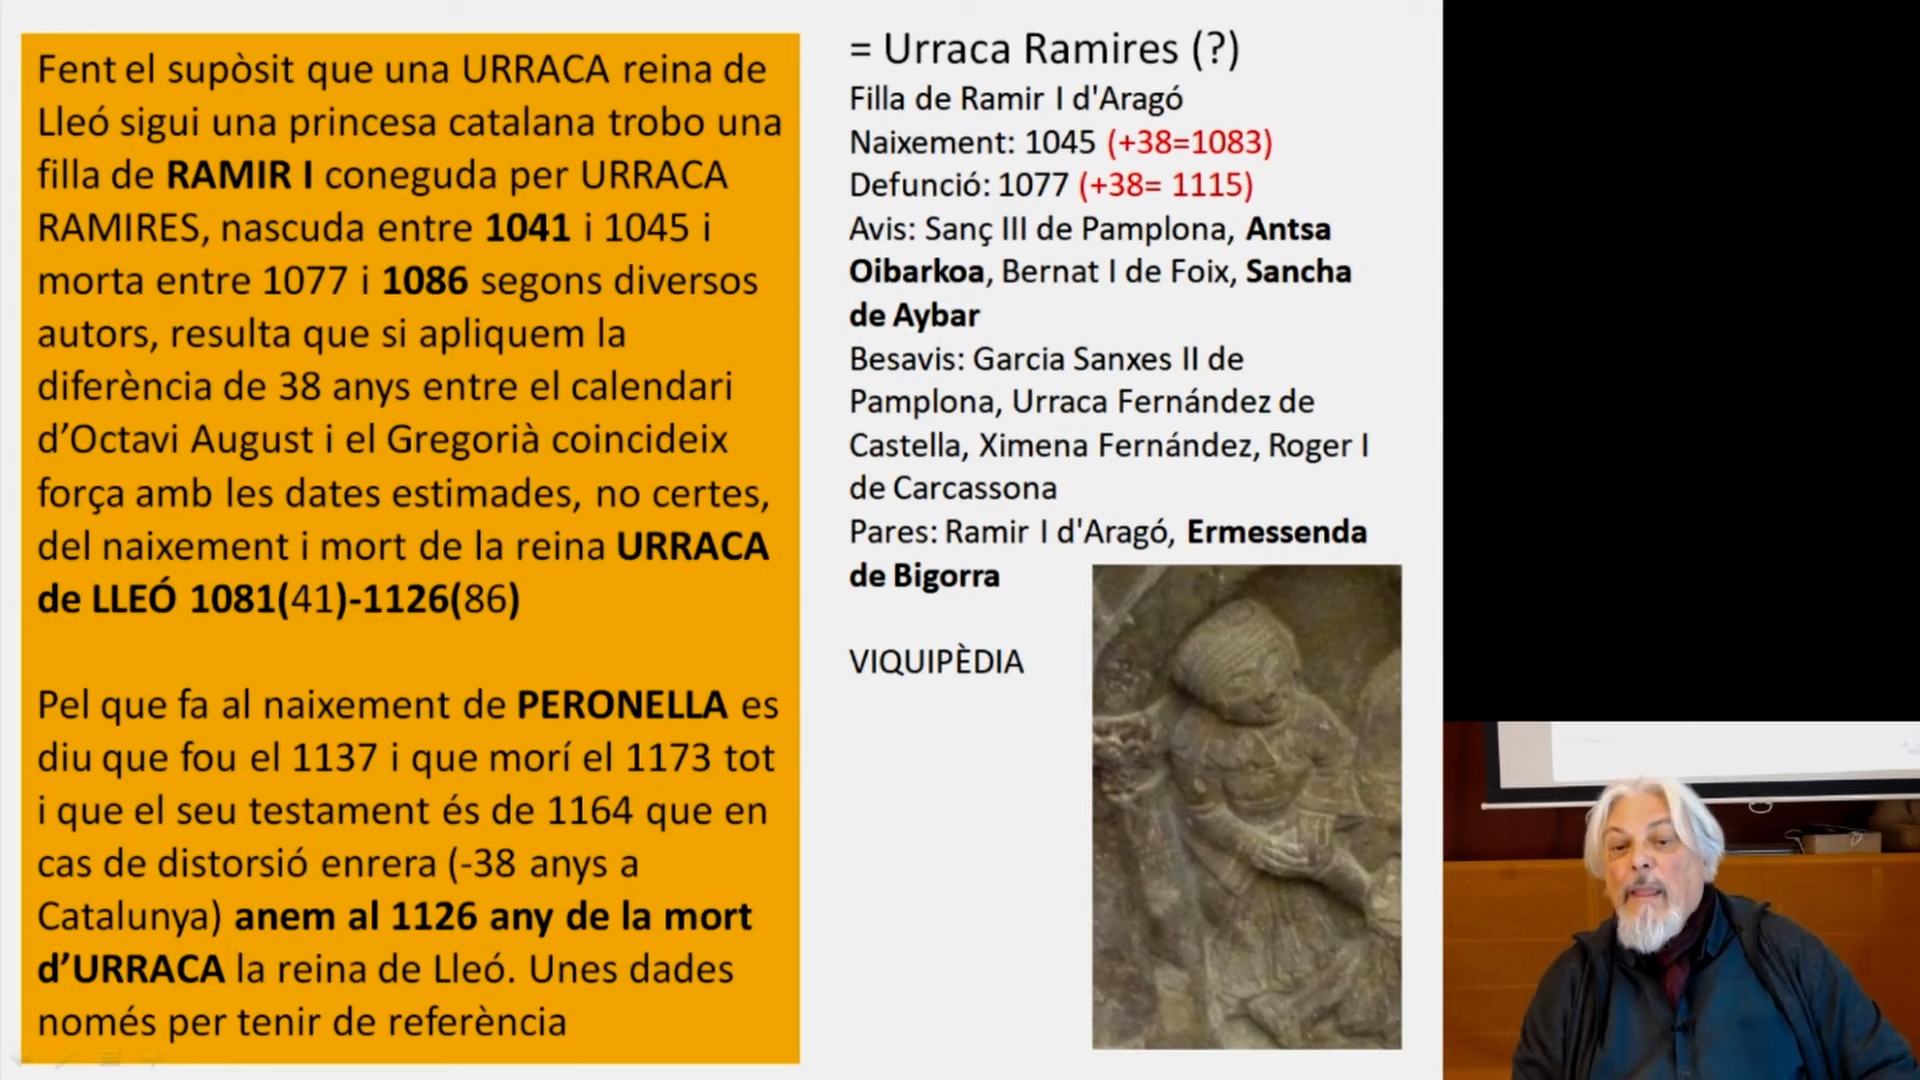 Fent el supòsit que una URRACA reina de
Lleó sigui una princesa catalana trobo una
filla de RAMIR I coneguda per URRACA
RAMIRES, nascuda entre 1041 i 1045 i
morta entre 1077 i 1086 segons diversos
autors, resulta que si apliquem la
diferència de 38 anys entre el calendari
d’Octavi August i el Gregorià coincideix
força amb les dates estimades, no certes,
del naixement i mort de la reina URRACA
de LLEÓ 1081(41)-1126(86)
Pel que fa al naixement de PERONELLA es
diu que fou el 1137 i que morí el 1173 tot
i que el seu testament és de 1164 que en
cas de distorsió enrera (-38 anys a
Catalunya) anem al 1126 any de la mort
d’URRACA la reina de Lleó. Unes dades
només per tenir de referència
= Urraca Ramires (?)
Filla de Ramir I d'Aragó
Naixement: 1045 (+38=1083)
Defunció: 1077 (+38= 1115)
Avis: Sanç III de Pamplona, Antsa
Oibarkoa, Bernat I de Foix, Sancha
de Aybar
Besavis: Garcia Sanxes II de
Pamplona, Urraca Fernández de
Castella, Ximena Fernández, Roger I
de Carcassona
Pares: Ramir I d'Aragó, Ermessenda
de Bigorra
VIQUIPÈDIA